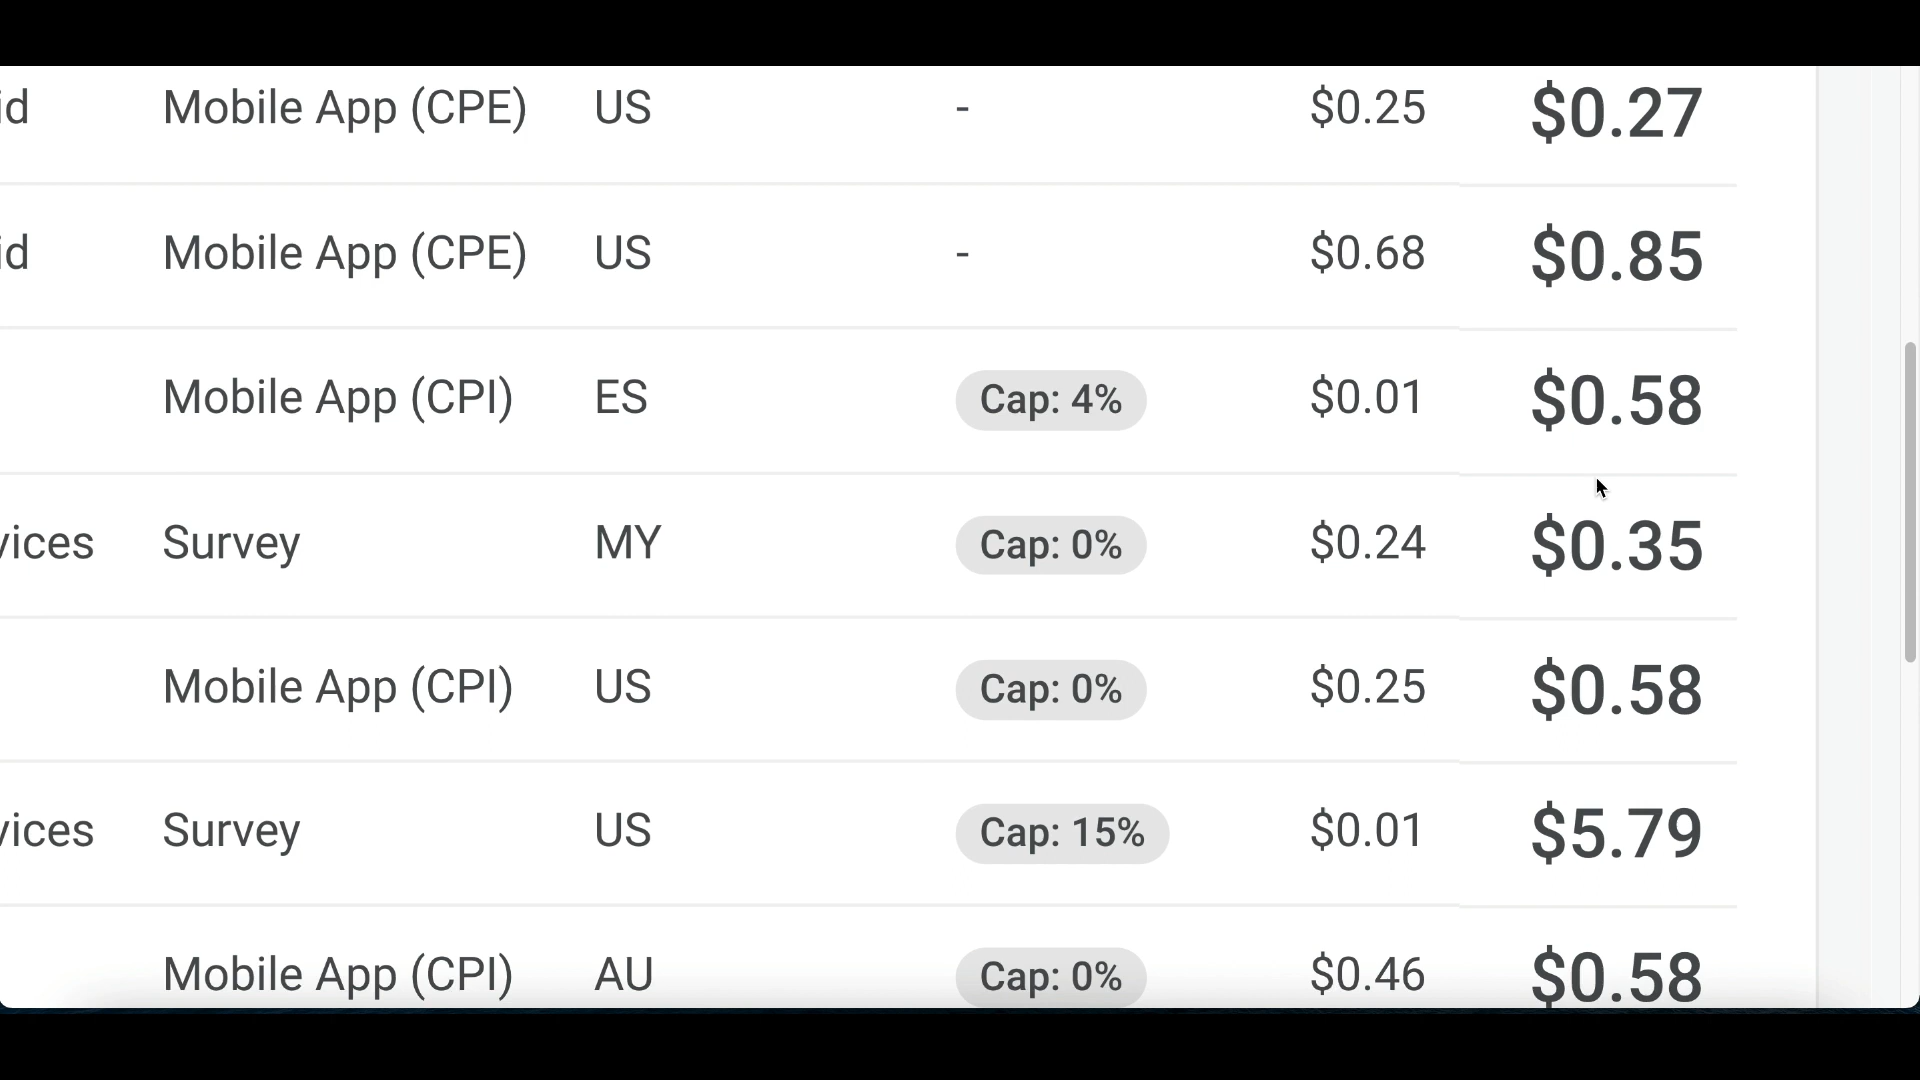 id Mobile App (CPE) US - $0.25 $0.27
id Mobile App (CPE) US - $0.68 $0.85
Mobile App (CPI) ES Cap: 4% $0.01 $0.58
vices Survey MY Cap: 0% $0.24 $0.35
Mobile App (CPI) US Cap: 0% $0.25 $0.58
vices Survey US Cap: 15% $0.01 $5.79
Mobile App (CPI) AU Cap: 0% $0.46 $0.58